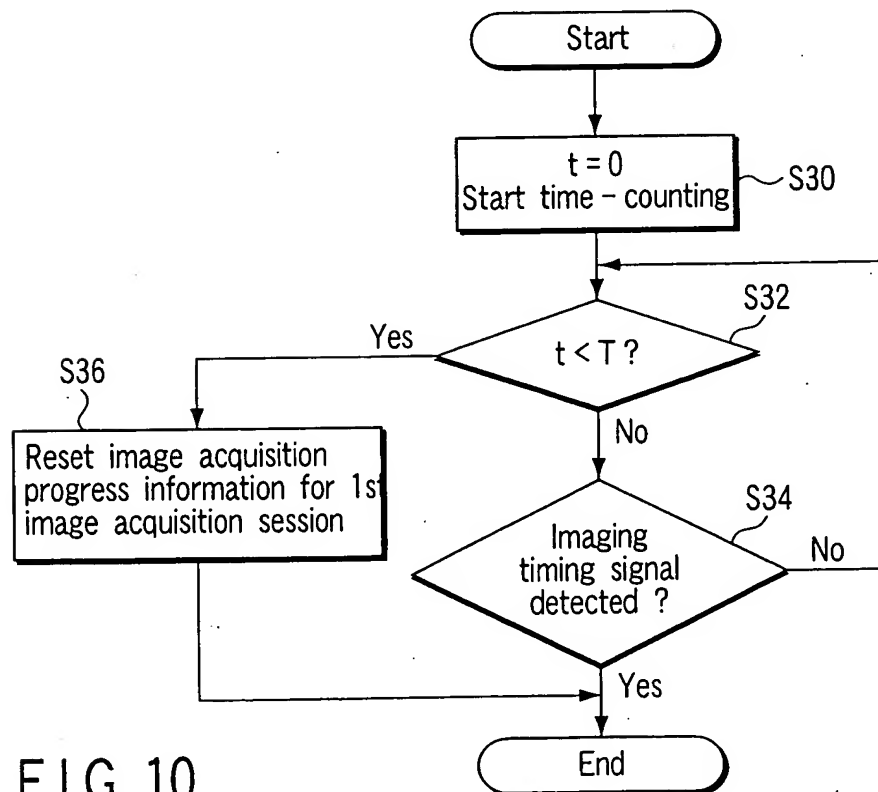 Start
t = 0
Start time - counting
S30
S32
Yes
t < T ?
S36
No
Reset image acquisition
progress information for 1st
image acquisition session
S34
Imaging
timing signal
detected ?
No
Yes
End
FIG. 10